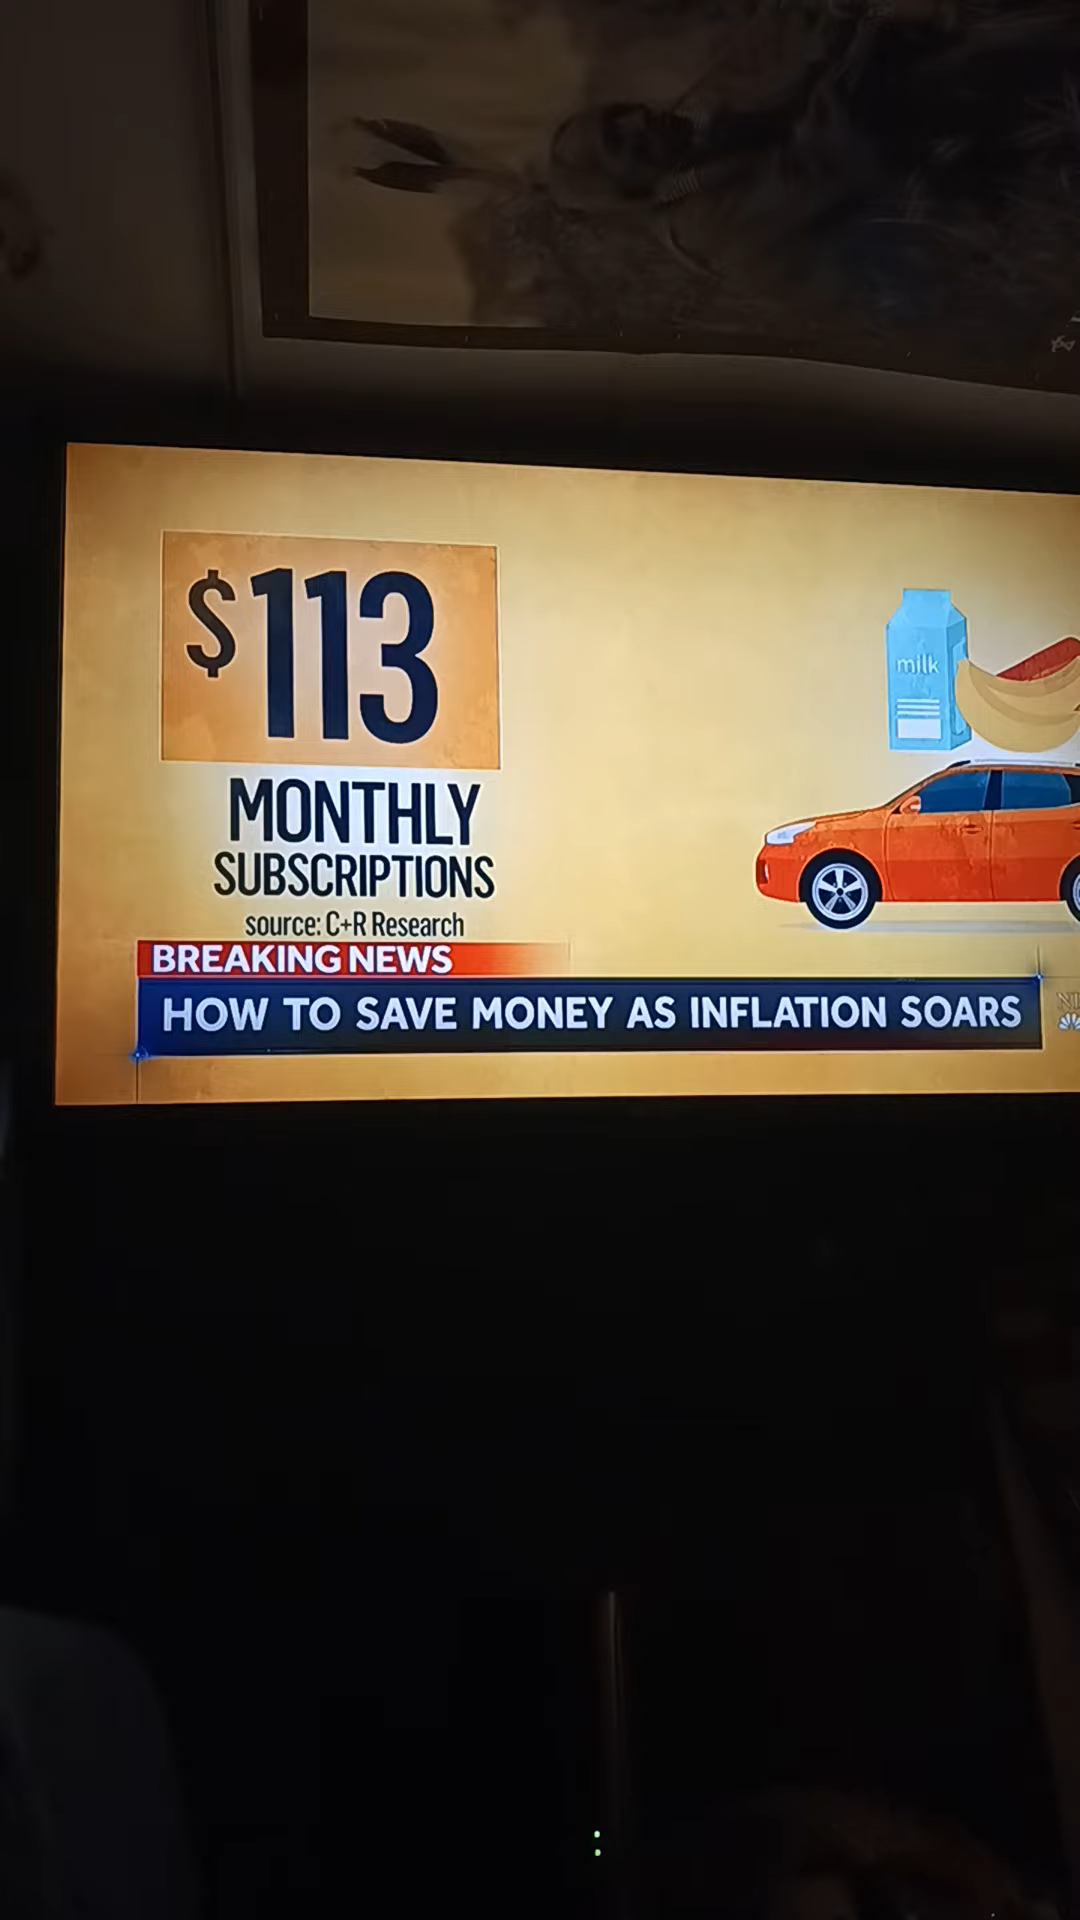 $113
MONTHLY
SUBSCRIPTIONS
source: C+R Research
milk
BREAKING NEWS
HOW TO SAVE MONEY AS INFLATION SOARS